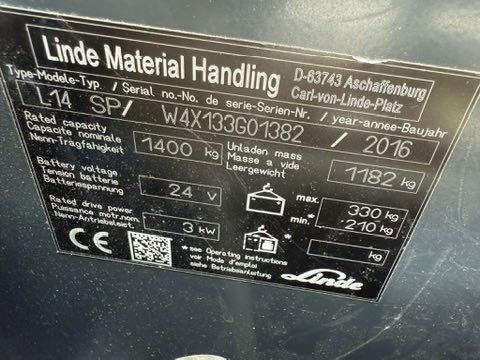 Linde Material Handling
D-63743 Aschaffenburg
Carl-von-Linde-Platz
Type-Modele-Typ./ Serial no.-No. de serie-Serien-Nr. / year-annee-Baujahr
L14 SP/ W4X133G01382 / 2016
Rated capacity
Capacite nominale
Nenn-Tragfähigkeit
1400 kg
Unladen mass
Masse a vide
Leergewicht
1182 kg
Battery voltage
Tension batterie
Batteriespannung
24 v
max. 330 kg
min.* 210 kg
Rated drive power
Puissance motor.nom.
Nenn-Antriebsleist.
3 kW
* kg
CE
* see Operating instructions
voir Mode d'emploi
siehe Betriebsanleitung
Linde